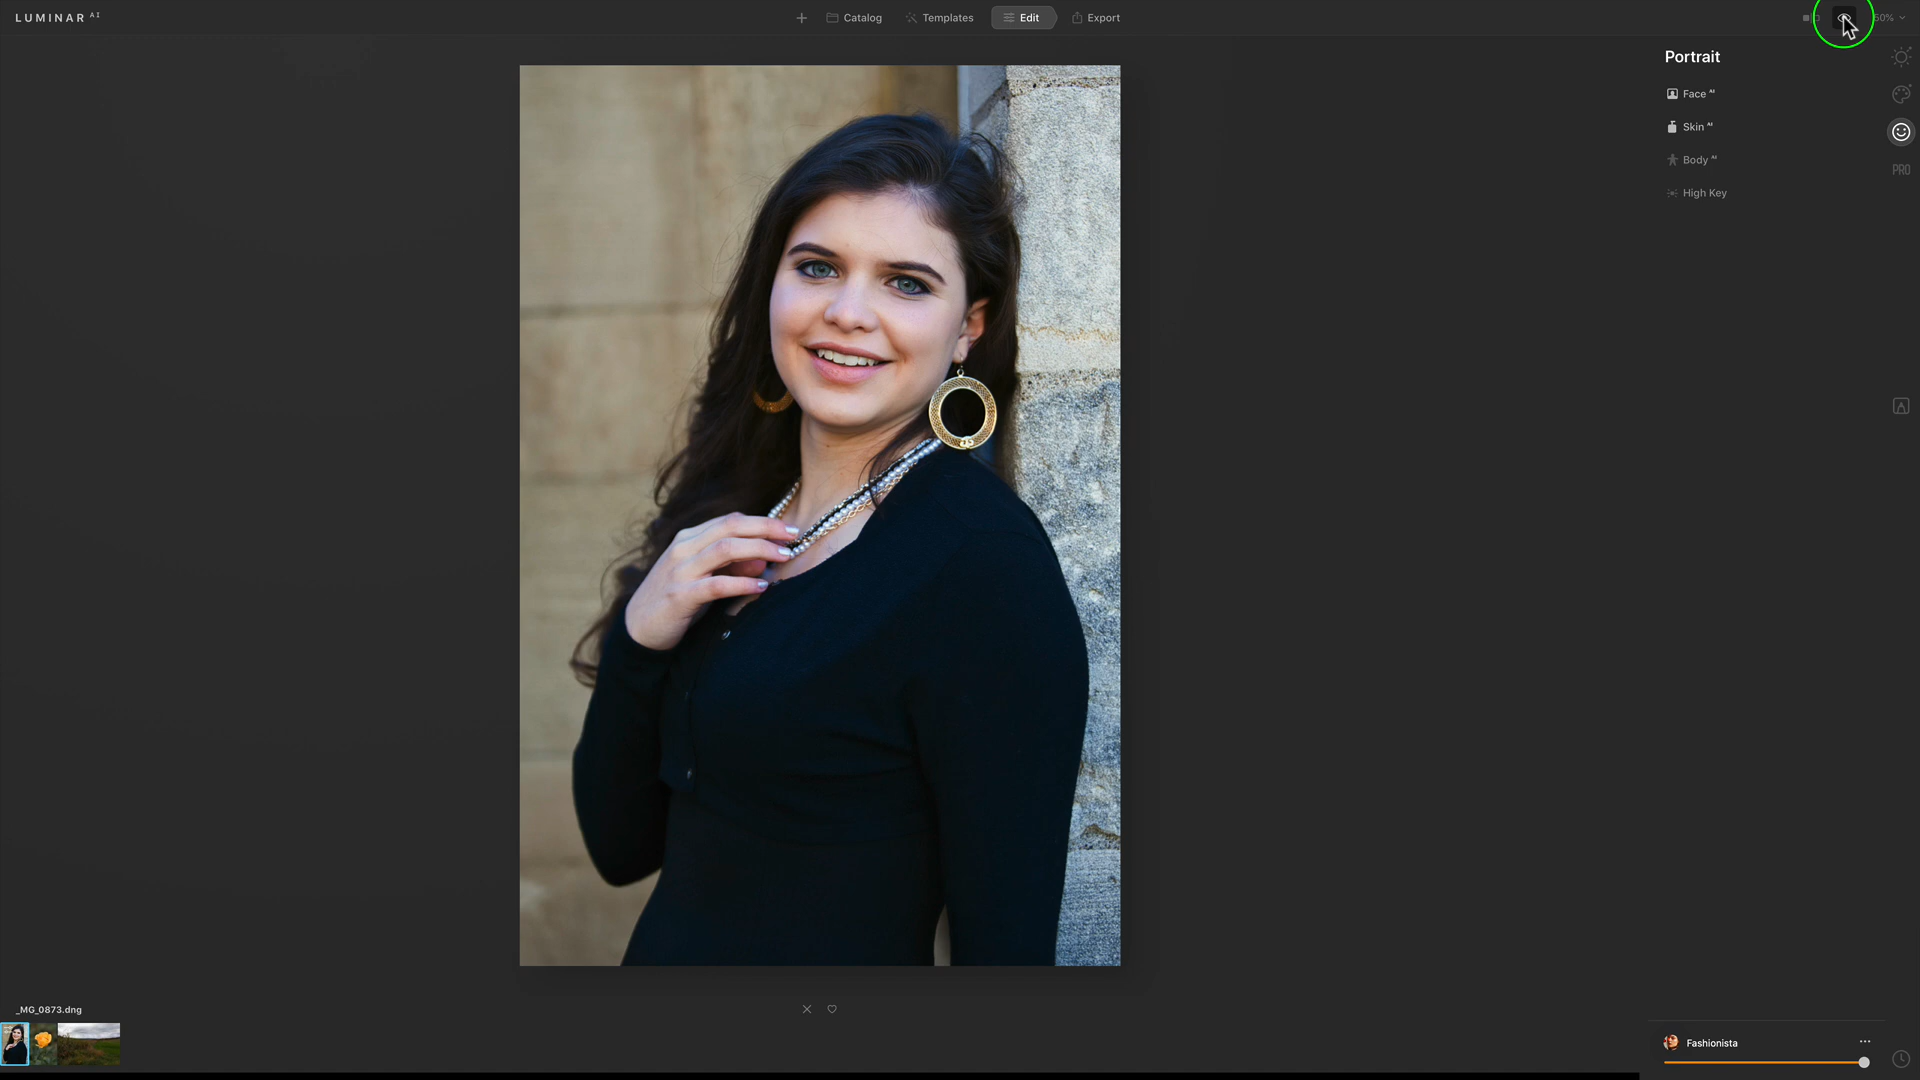 LUMINAR AI
Catalog
Templates
Edit
Export
Portrait
Face AI
Skin AI
Body AI
High Key
PRO
_MG_0873.dng
Fashionista